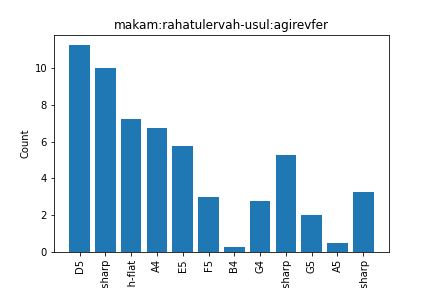 makam:rahatulervah-usul:agirevfer
10
8
6
4
2
0
Count
D5
sharp
h-flat
A4
E5
F5
B4
G4
sharp
G5
A5
sharp